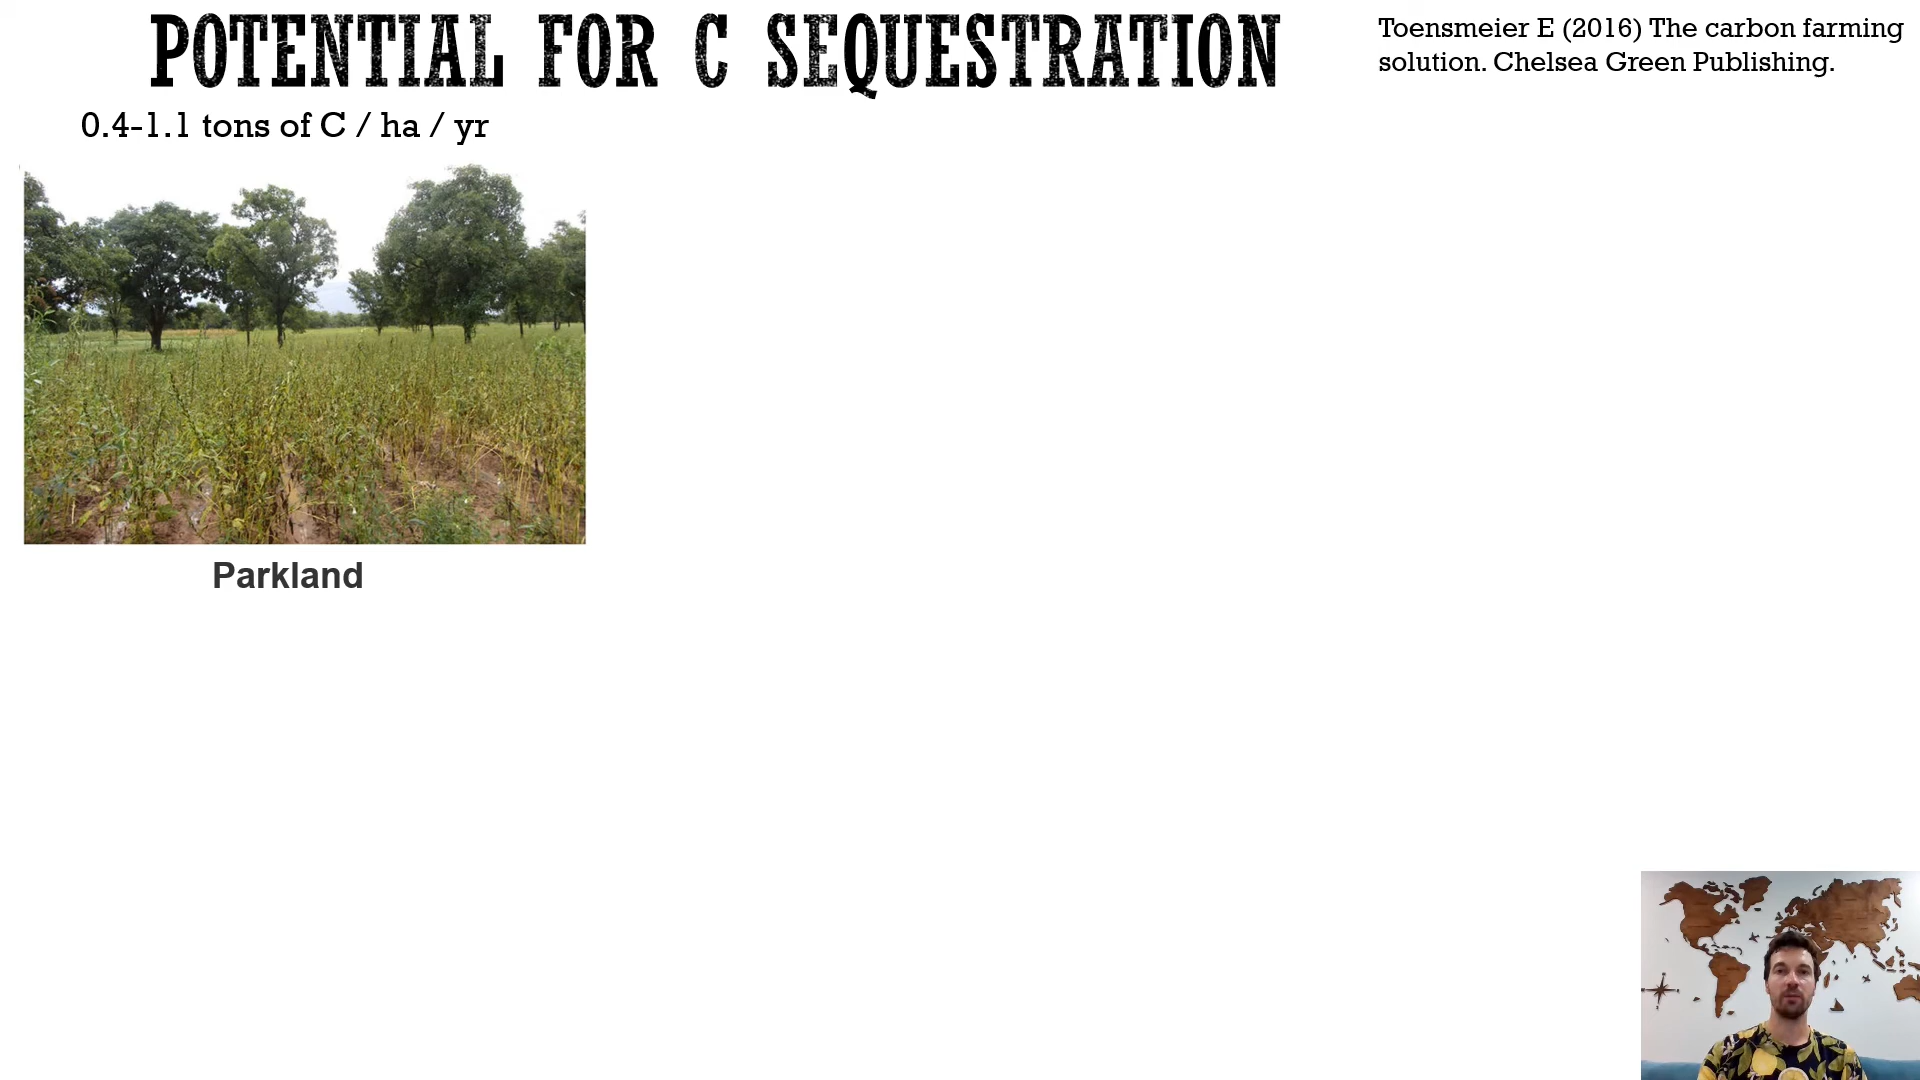 POTENTIAL FOR C SEQUESTRATION
Toensmeier E (2016) The carbon farming
solution. Chelsea Green Publishing.
0.4-1.1 tons of C / ha / yr
Parkland